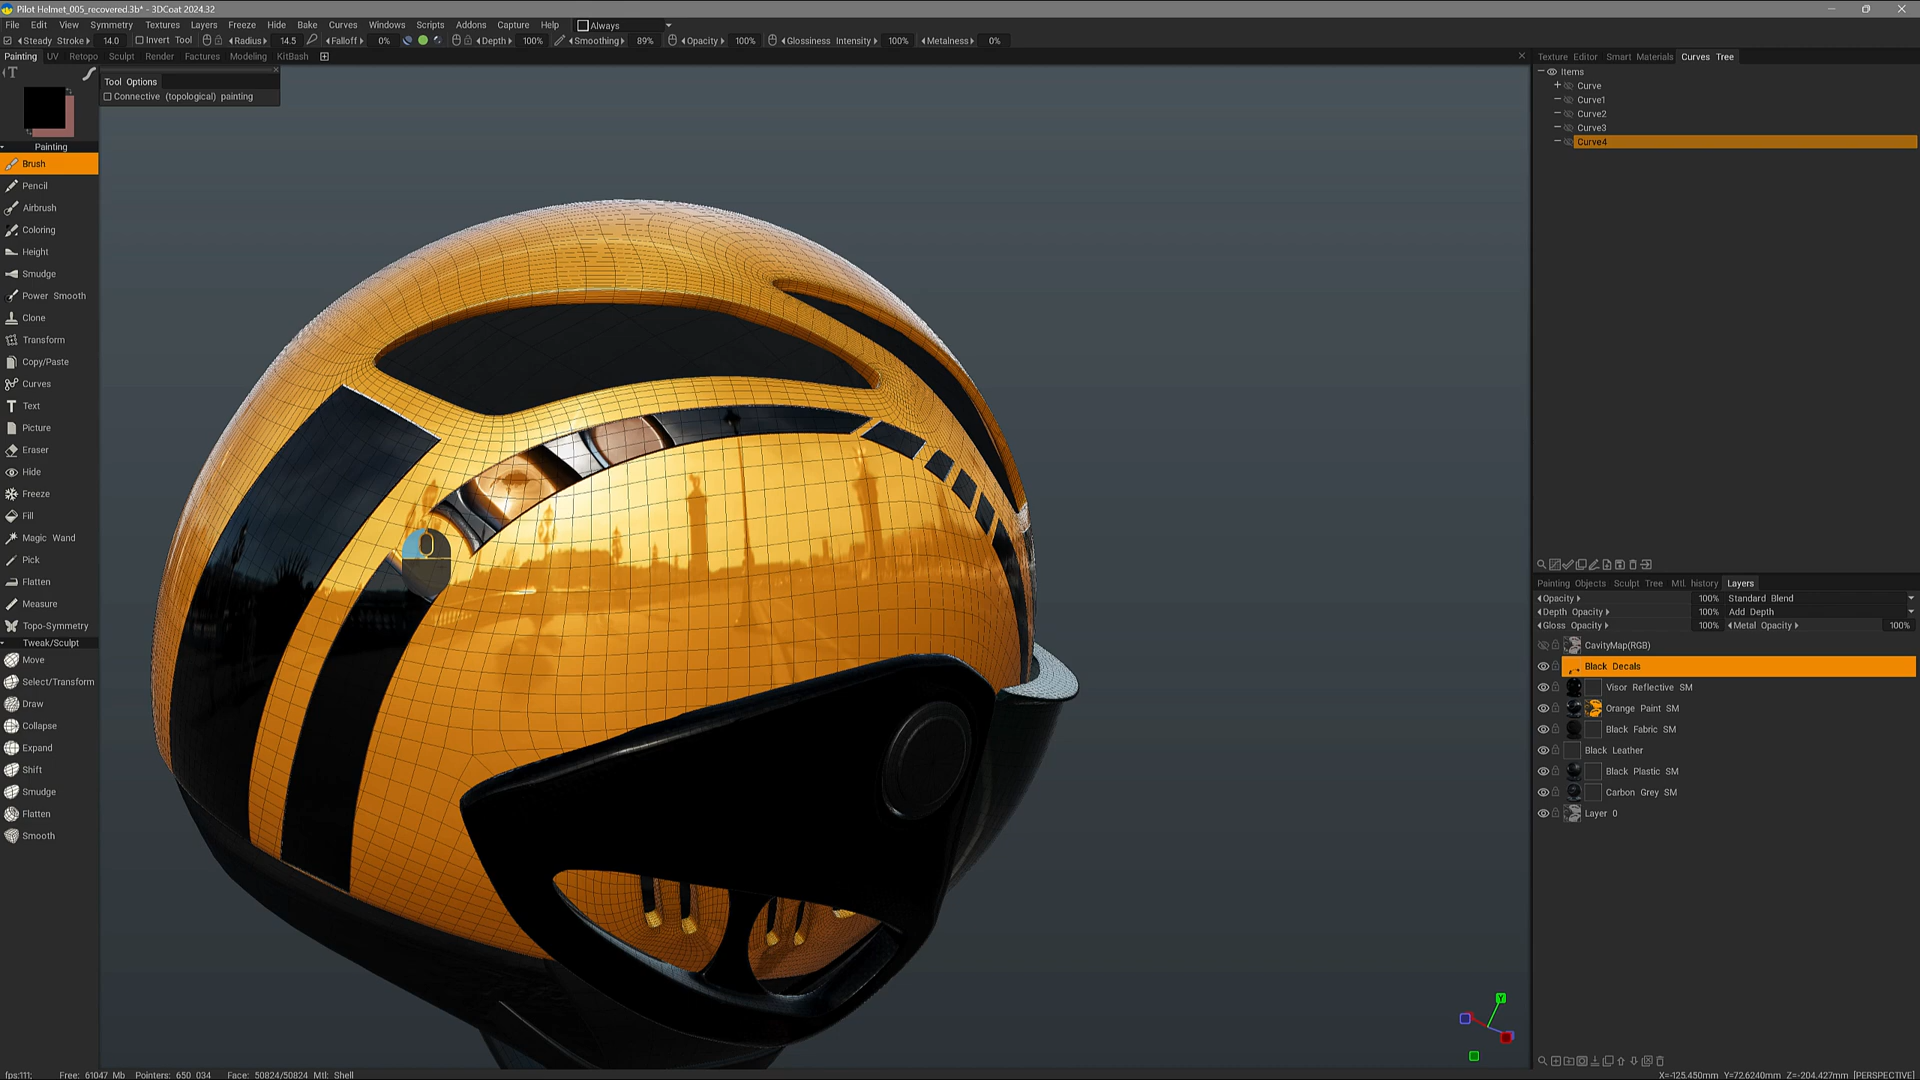 Pilot Helmet_005_recovered.3b* - 3DCoat 2024.32
File Edit View Symmetry Textures Layers Freeze Hide Bake Curves Windows Scripts Addons Capture Help Always
Steady Stroke 14.0 Invert Tool Radius 14.5 Falloff 0% Depth 100% Smoothing 89% Opacity 100% Glossiness Intensity 100% Metalness 0%
Painting UV Retopo Sculpt Render Factures Modeling KitBash
Tool Options
Connective (topological) painting
Painting
Brush
Pencil
Airbrush
Coloring
Height
Smudge
Power Smooth
Clone
Transform
Copy/Paste
Curves
Text
Picture
Eraser
Hide
Freeze
Fill
Magic Wand
Pick
Flatten
Measure
Topo-Symmetry
Tweak/Sculpt
Move
Select/Transform
Draw
Collapse
Expand
Shift
Smudge
Flatten
Smooth
Texture Editor Smart Materials Curves Tree
Items
Curve
Curve1
Curve2
Curve3
Curve4
Painting Objects Sculpt Tree Mtl. history Layers
Opacity 100% Standard Blend
Depth Opacity 100% Add Depth
Gloss Opacity 100% Metal Opacity 100%
CavityMap(RGB)
Black Decals
Visor Reflective SM
Orange Paint SM
Black Fabric SM
Black Leather
Black Plastic SM
Carbon Grey SM
Layer 0
Y
fps:111; Free: 61047 Mb Pointers: 650 034 Face: 50824/50824 Mtl: Shell
X=-125.450mm Y=72.6240mm Z=-204.427mm [PERSPECTIVE]